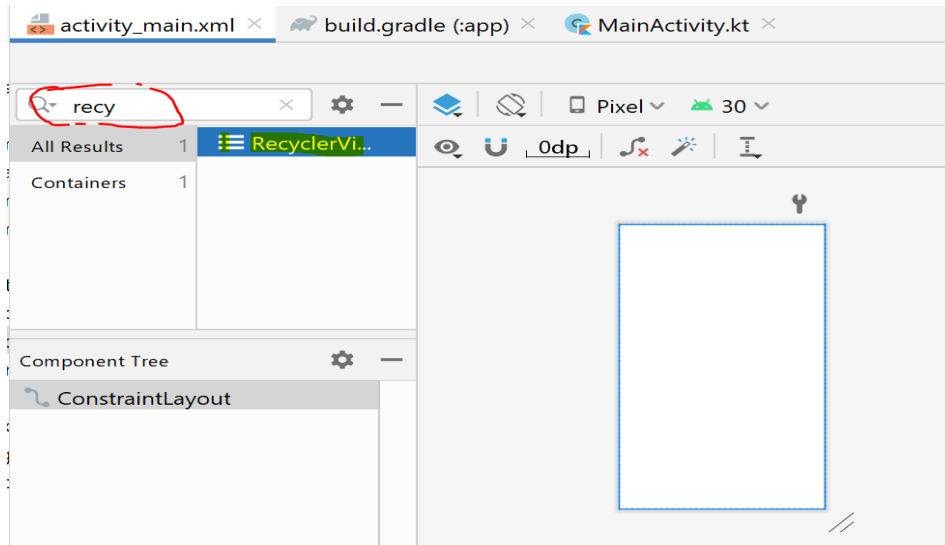 activity_main.xml build.gradle (:app) MainActivity.kt
recy Pixel 30
All Results 1 RecyclerVi... 0dp
Containers 1
Component Tree
ConstraintLayout